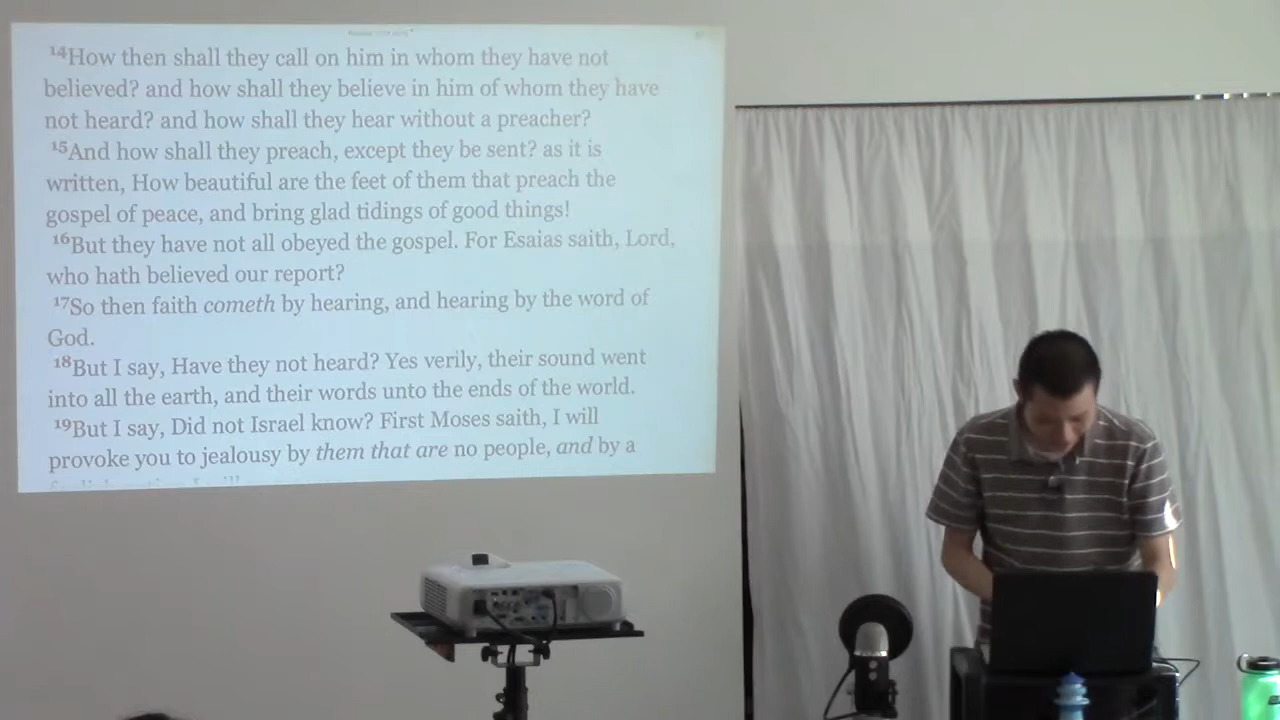 14How then shall they call on him in whom they have not
believed? and how shall they believe in him of whom they have
not heard? and how shall they hear without a preacher?
15And how shall they preach, except they be sent? as it is
written, How beautiful are the feet of them that preach the
gospel of peace, and bring glad tidings of good things!
16But they have not all obeyed the gospel. For Esaias saith, Lord,
who hath believed our report?
17So then faith cometh by hearing, and hearing by the word of
God.
18But I say, Have they not heard? Yes verily, their sound went
into all the earth, and their words unto the ends of the world.
19But I say, Did not Israel know? First Moses saith, I will
provoke you to jealousy by them that are no people, and by a